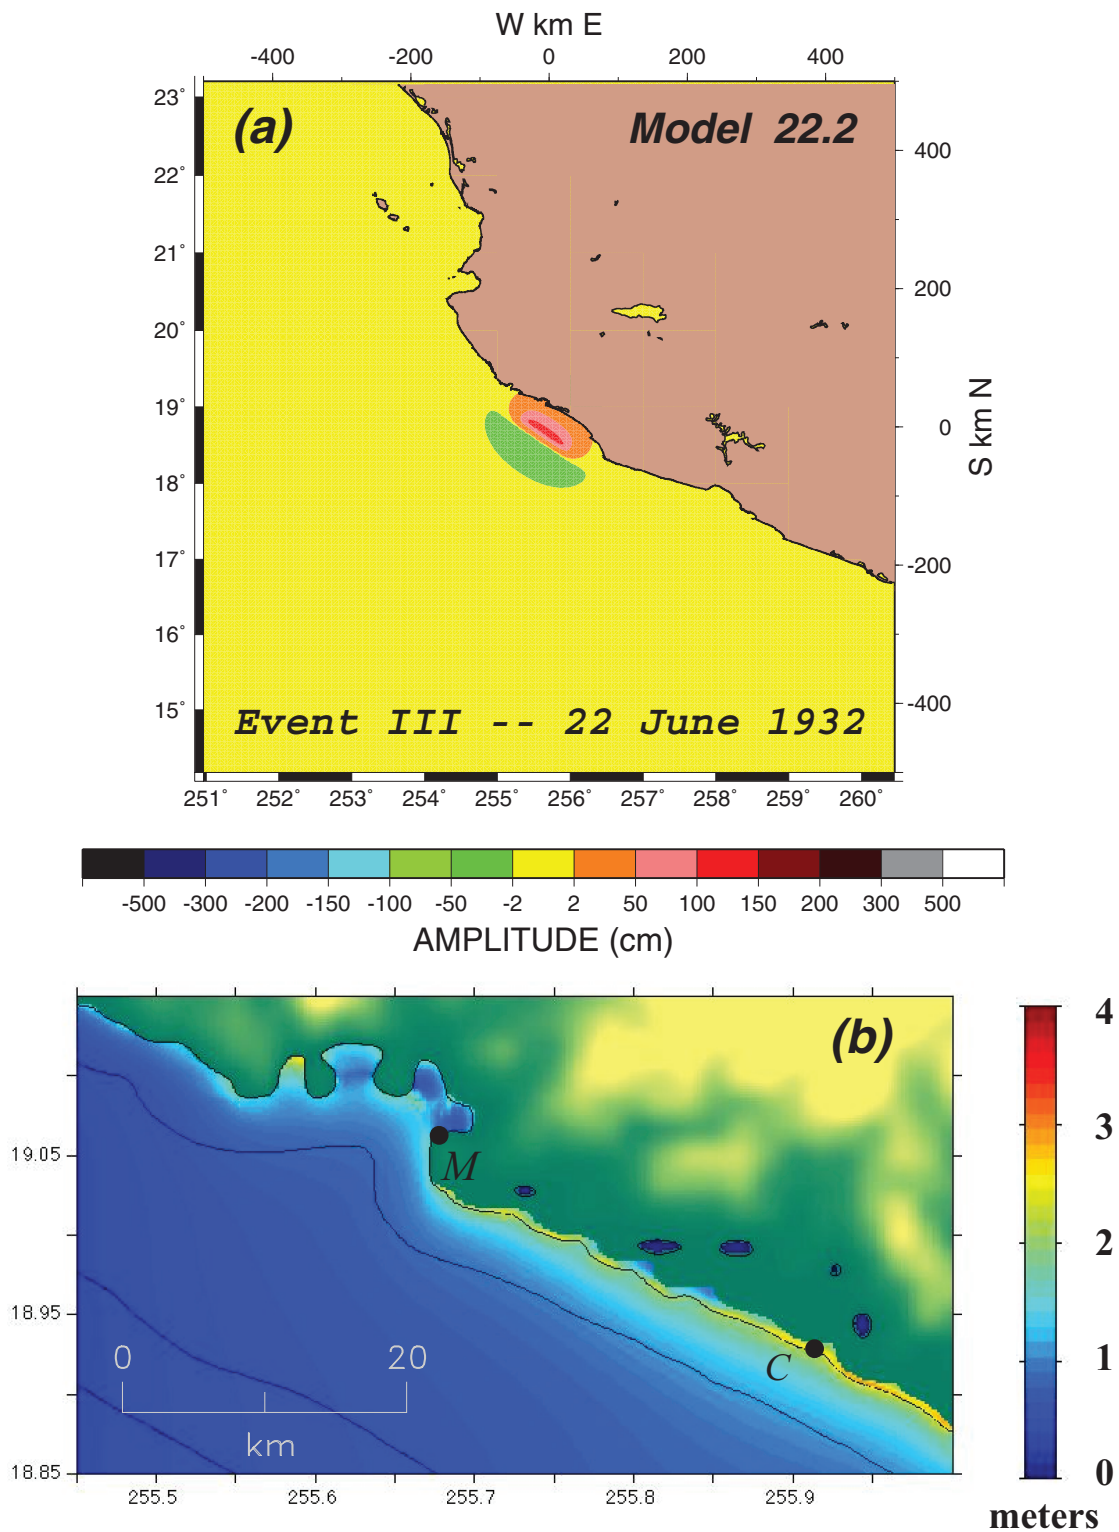 W km E
-400 -200 0 200 400
(a) Model 22.2
23°
22°
21°
20°
19°
18°
17°
16°
15°
400
200
0
-200
-400
S km N
Event III -- 22 June 1932
251° 252° 253° 254° 255° 256° 257° 258° 259° 260°
-500 -300 -200 -150 -100 -50 -2 2 50 100 150 200 300 500
AMPLITUDE (cm)
(b)
19.05
18.95
18.85
M
C
0 20
km
255.5 255.6 255.7 255.8 255.9
4
3
2
1
0
meters